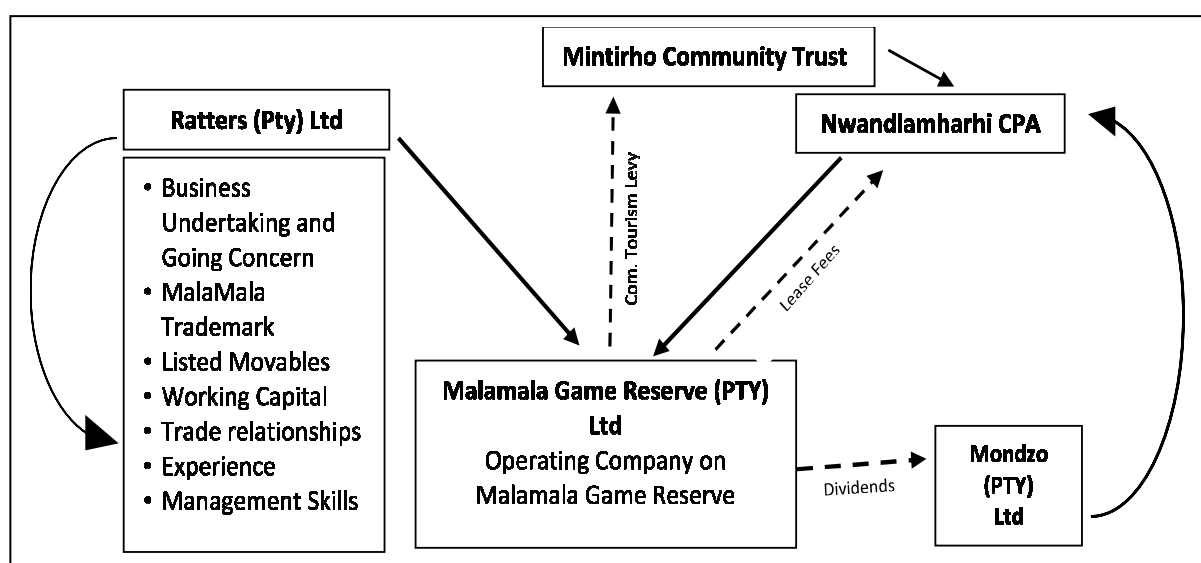 Mintirho Community Trust
Nwandlamharhi CPA
Ratters (Pty) Ltd
• Business
Undertaking and
Going Concern
• MalaMala
Trademark
• Listed Movables
• Working Capital
• Trade relationships
• Experience
• Management Skills
Com. Tourism Levy
Lease Fees
Malamala Game Reserve (PTY)
Ltd
Operating Company on
Malamala Game Reserve
Dividends
Mondzo
(PTY)
Ltd